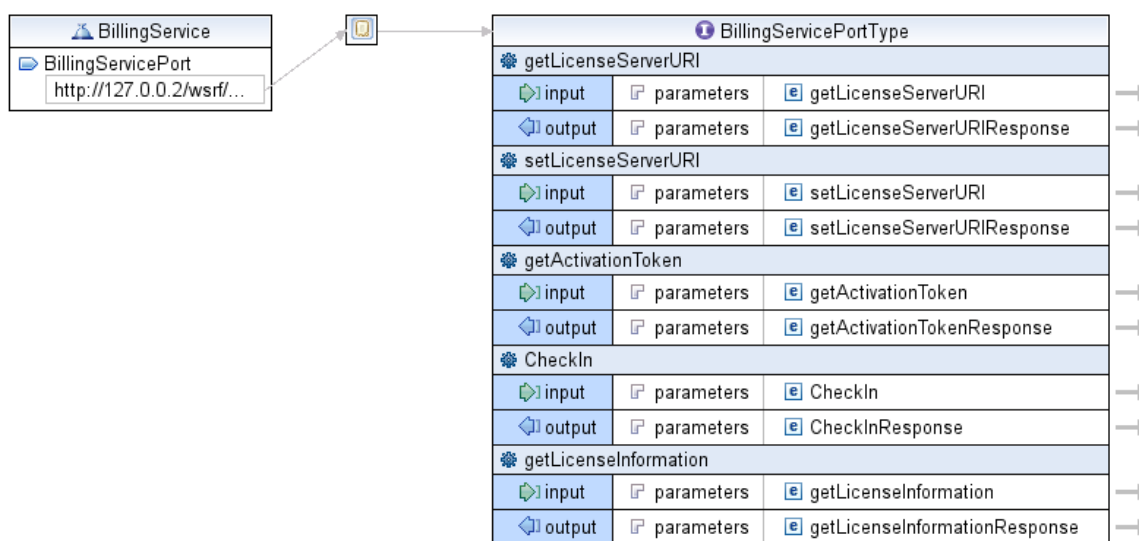 BillingService
BillingServicePort
http://127.0.0.2/wsrf/...
BillingServicePortType
getLicenseServerURI
input parameters getLicenseServerURI
output parameters getLicenseServerURIResponse
setLicenseServerURI
input parameters setLicenseServerURI
output parameters setLicenseServerURIResponse
getActivationToken
input parameters getActivationToken
output parameters getActivationTokenResponse
CheckIn
input parameters CheckIn
output parameters CheckInResponse
getLicenseInformation
input parameters getLicenseInformation
output parameters getLicenseInformationResponse